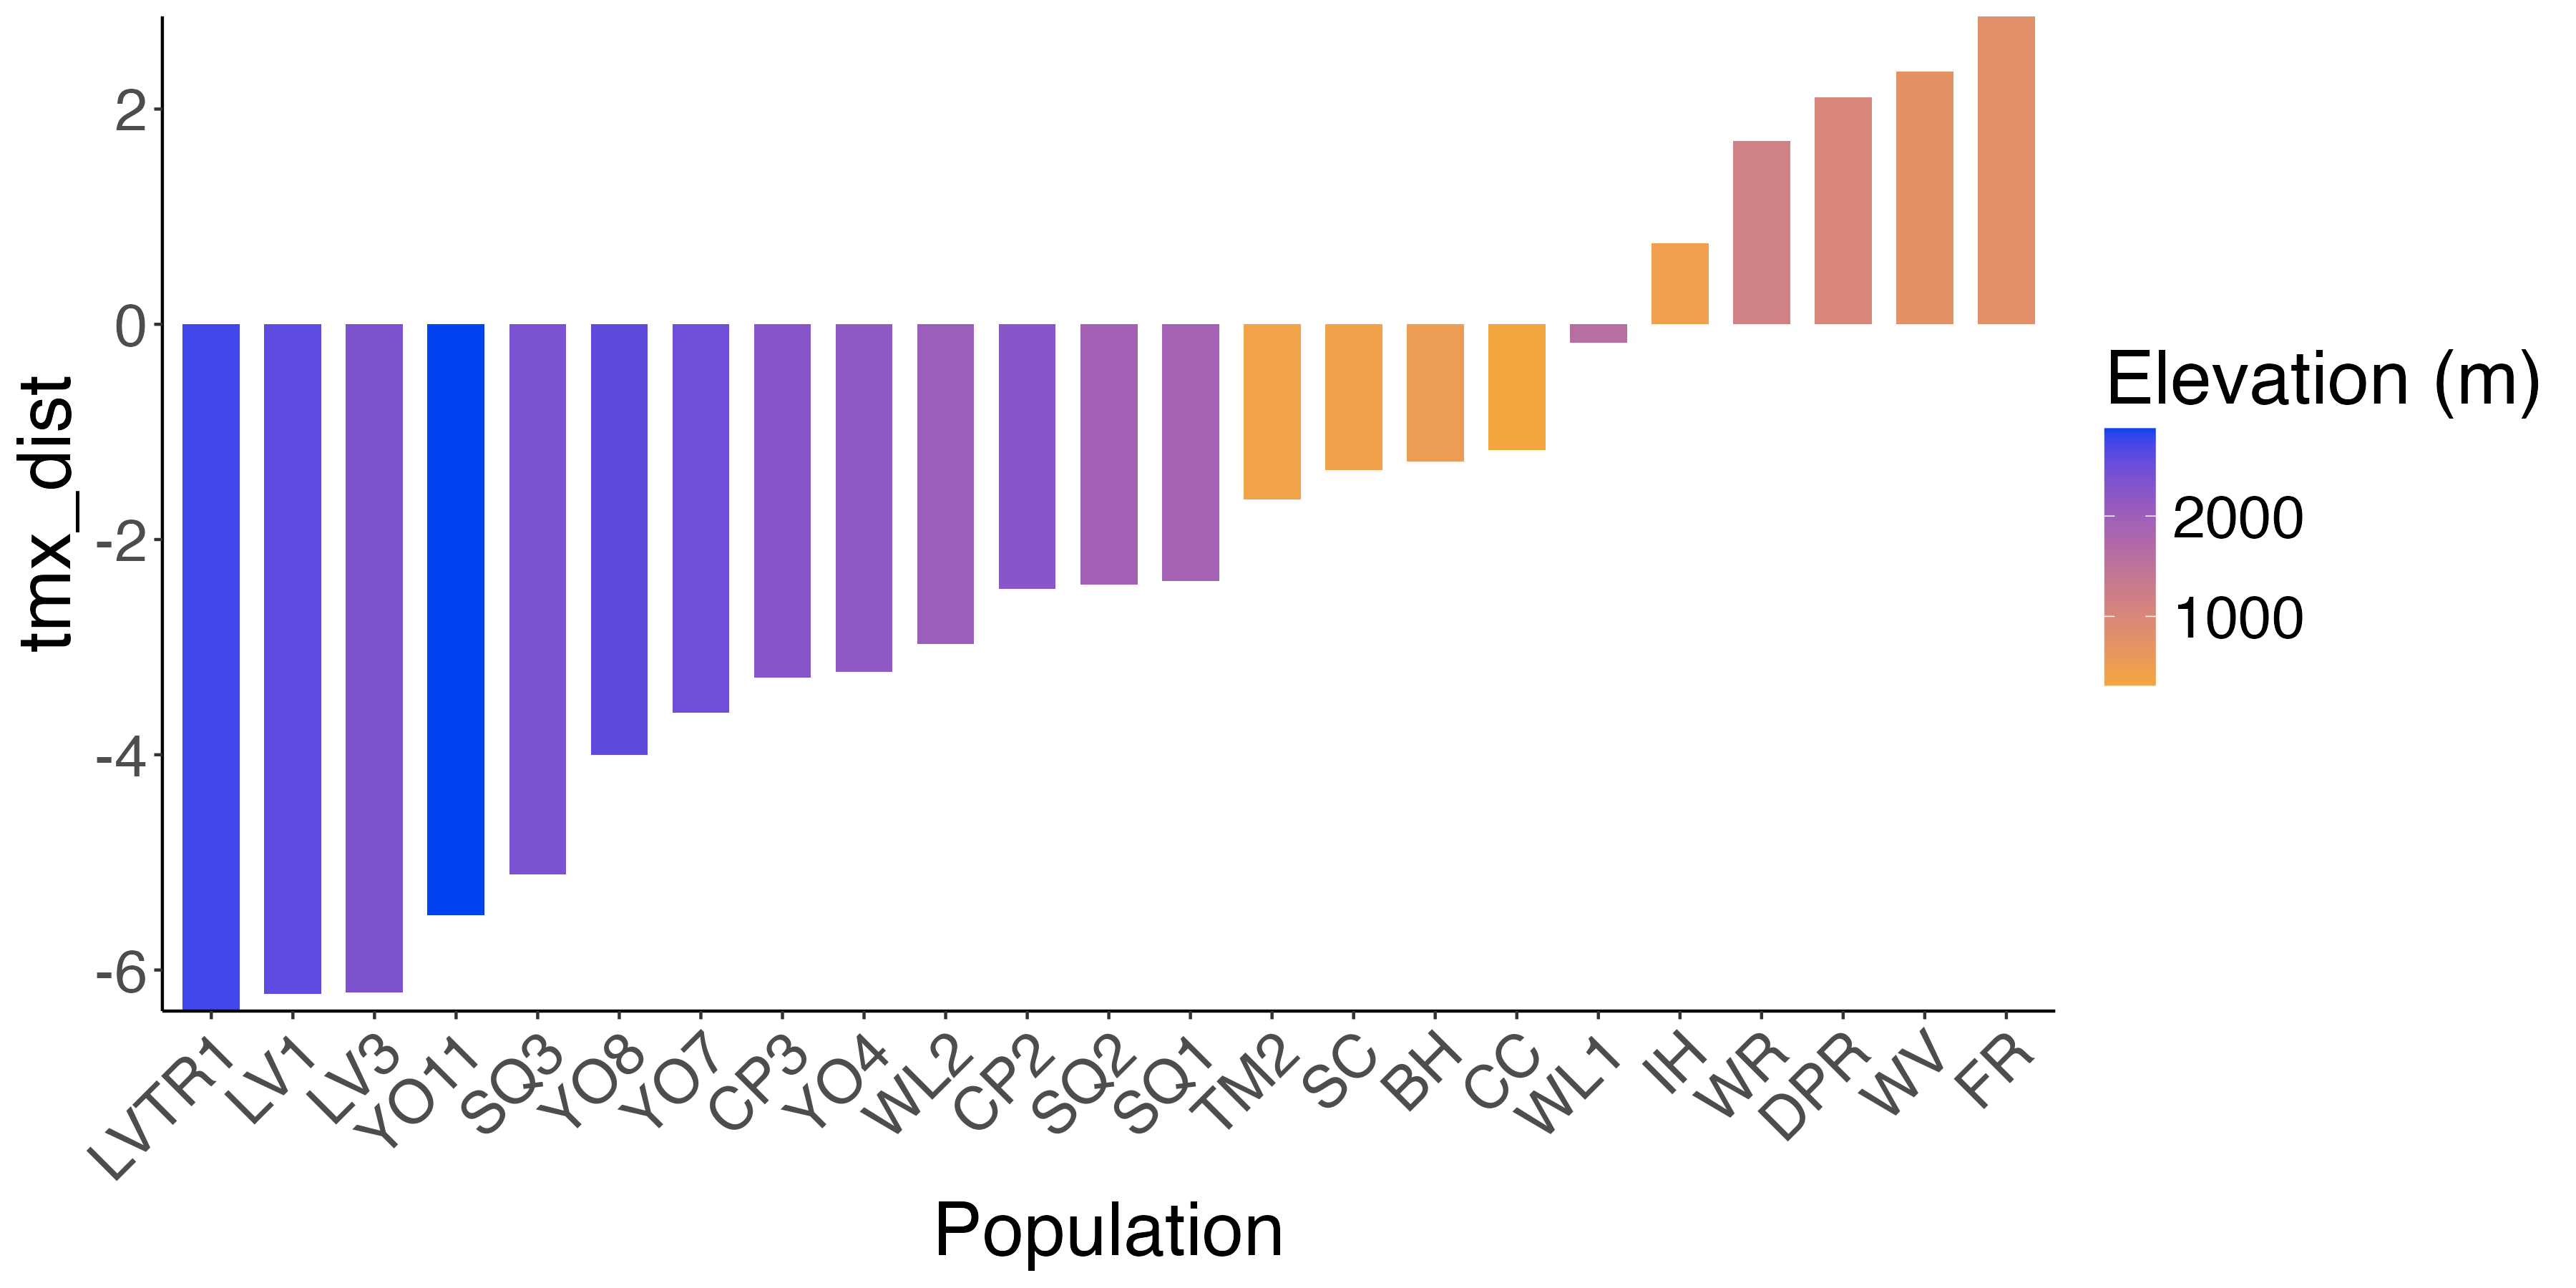 tmx_dist
2
0
-2
-4
-6
LVTR1
LV1
LV3
YO11
SQ3
YO8
YO7
CP3
YO4
WL2
CP2
SQ2
SQ1
TM2
SC
BH
CC
WL1
IH
WR
DPR
WV
FR
Population
Elevation (m)
2000
1000